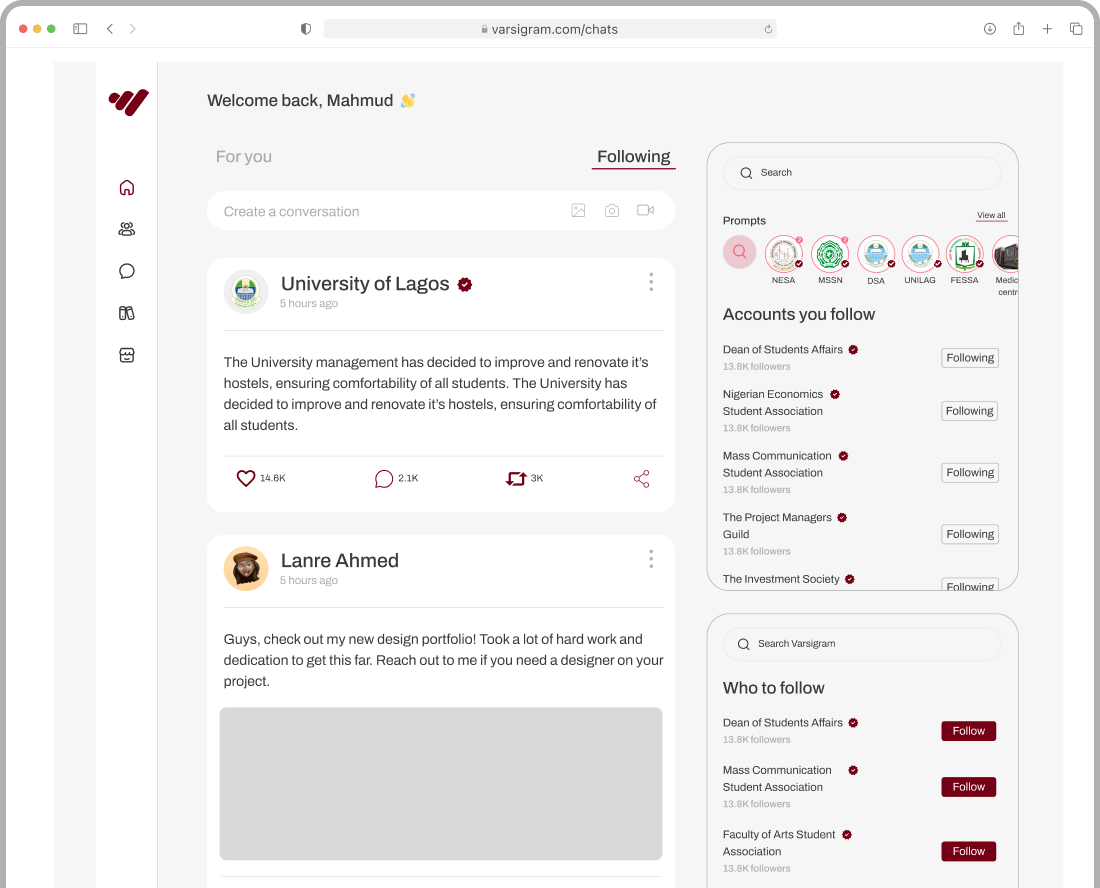 varsigram.com/chats
Welcome back, Mahmud 👋
For you
Following
Create a conversation
University of Lagos
5 hours ago
The University management has decided to improve and renovate it’s
hostels, ensuring comfortability of all students. The University has
decided to improve and renovate it’s hostels, ensuring comfortability of
all students.
14.6K
2.1K
3K
Lanre Ahmed
5 hours ago
Guys, check out my new design portfolio! Took a lot of hard work and
dedication to get this far. Reach out to me if you need a designer on your
project.
Search
Prompts
View all
2
2
NESA
MSSN
DSA
UNILAG
FESSA
Medic
centr
Accounts you follow
Dean of Students Affairs
13.8K followers
Following
Nigerian Economics
Student Association
13.8K followers
Following
Mass Communication
Student Association
13.8K followers
Following
The Project Managers
Guild
13.8K followers
Following
The Investment Society
Following
Search Varsigram
Who to follow
Dean of Students Affairs
13.8K followers
Follow
Mass Communication
Student Association
13.8K followers
Follow
Faculty of Arts Student
Association
13.8K followers
Follow